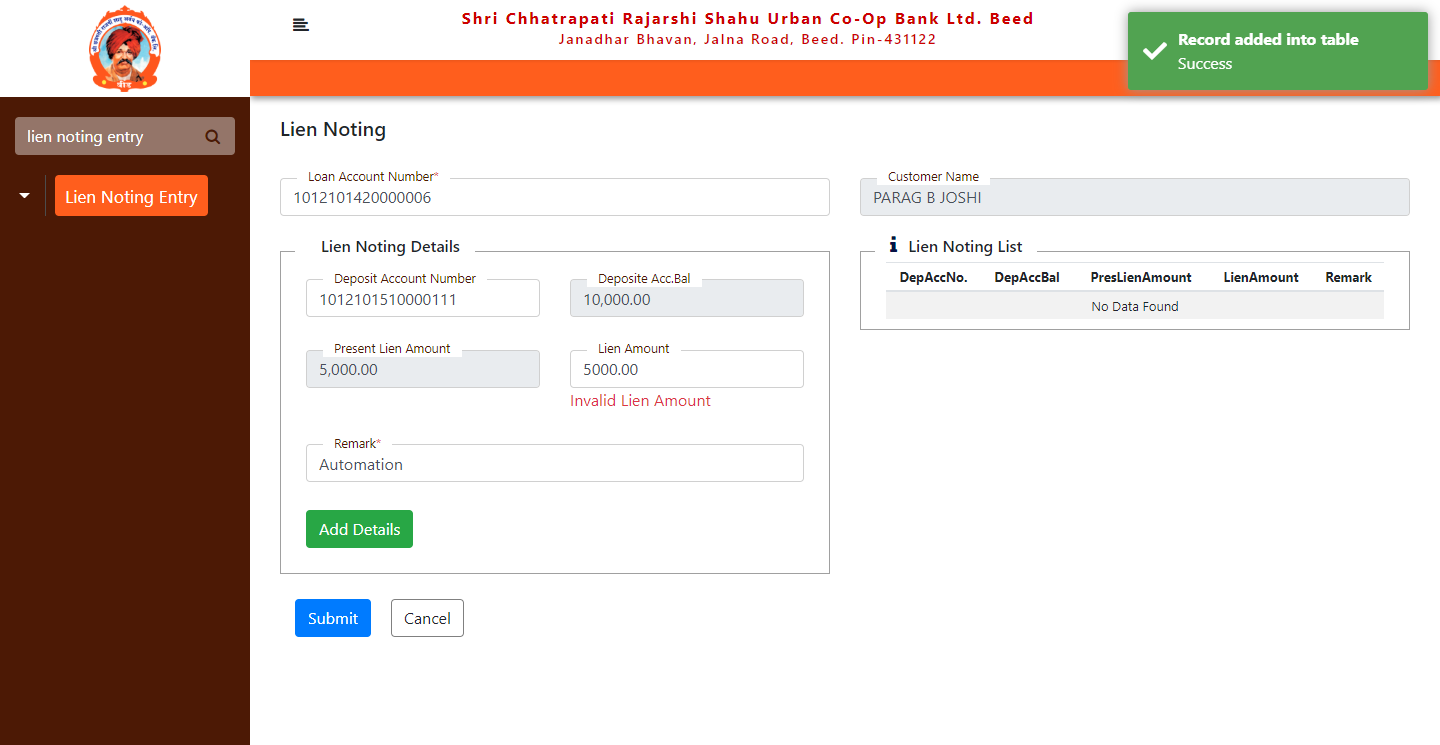 Shri Chhatrapati Rajarshi Shahu Urban Co-Op Bank Ltd. Beed
Janadhar Bhavan, Jalna Road, Beed. Pin-431122
Record added into table
Success
बीड
lien noting entry
Lien Noting Entry
Lien Noting
Loan Account Number*
1012101420000006
Customer Name
PARAG B JOSHI
Lien Noting Details
Deposit Account Number
1012101510000111
Deposite Acc.Bal
10,000.00
Present Lien Amount
5,000.00
Lien Amount
5000.00
Invalid Lien Amount
Remark*
Automation
Add Details
Submit
Cancel
Lien Noting List
DepAccNo. DepAccBal PresLienAmount LienAmount Remark
No Data Found